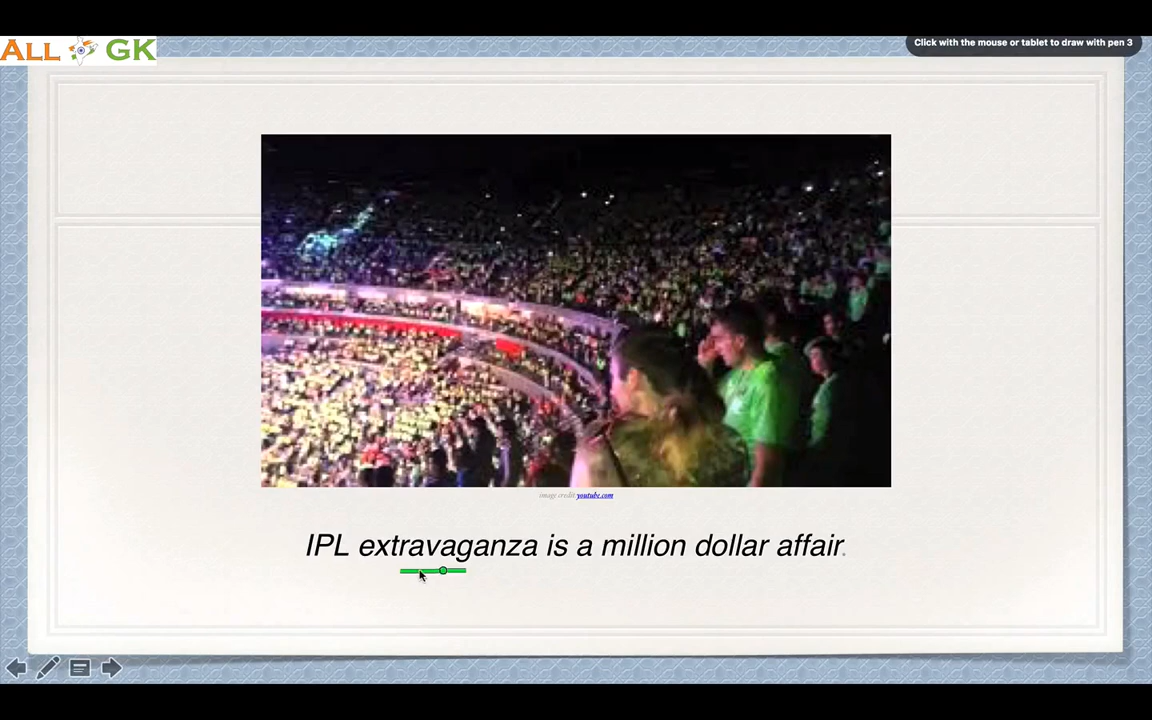 ALL GK
Click with the mouse or tablet to draw with pen 3
image credit youtube.com
IPL extravaganza is a million dollar affair.